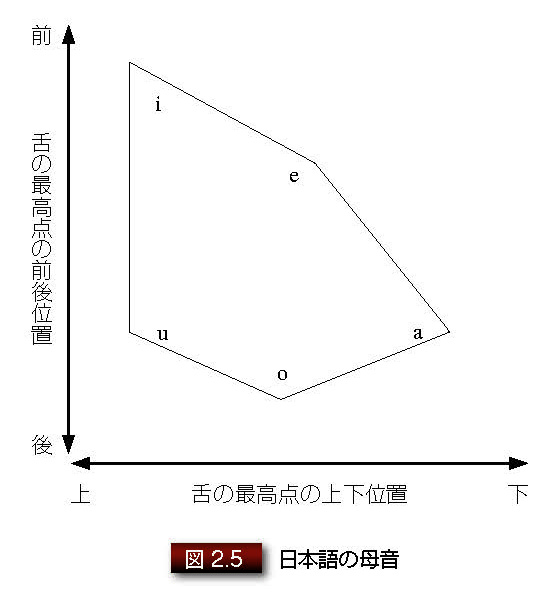 前
舌の最高点の前後位置
i
e
u
a
o
後
上
舌の最高点の上下位置
下
図 2.5 日本語の母音